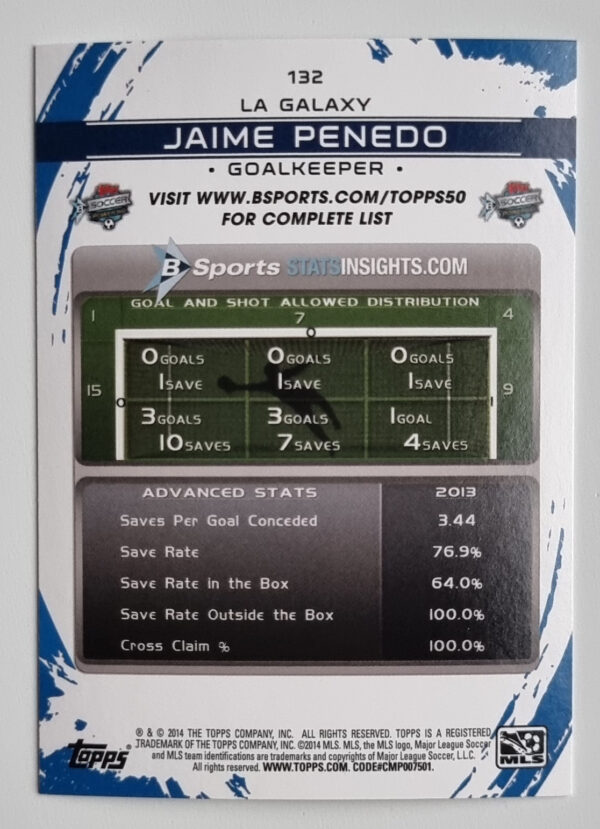 132
LA GALAXY
JAIME PENEDO
• GOALKEEPER •
VISIT WWW.BSPORTS.COM/TOPPS50
FOR COMPLETE LIST
SOCCER
SOCCER
B Sports STATSINSIGHTS.COM
GOAL AND SHOT ALLOWED DISTRIBUTION
1 7 4
0
0 GOALS 0 GOALS 0 GOALS
1 SAVE 1 SAVE 1 SAVE
15 0 1 9
3 GOALS 3 GOALS 1 GOAL
10 SAVES 7 SAVES 4 SAVES
ADVANCED STATS 2013
Saves Per Goal Conceded 3.44
Save Rate 76.9%
Save Rate in the Box 64.0%
Save Rate Outside the Box 100.0%
Cross Claim % 100.0%
® & © 2014 THE TOPPS COMPANY, INC. ALL RIGHTS RESERVED. TOPPS IS A REGISTERED
TRADEMARK OF THE TOPPS COMPANY, INC. ©2014 MLS. MLS, the MLS logo, Major League Soccer
and MLS team identifications are trademarks and copyrights of Major League Soccer, L.L.C.
All rights reserved. WWW.TOPPS.COM. CODE#CMP007501.
topps
MLS